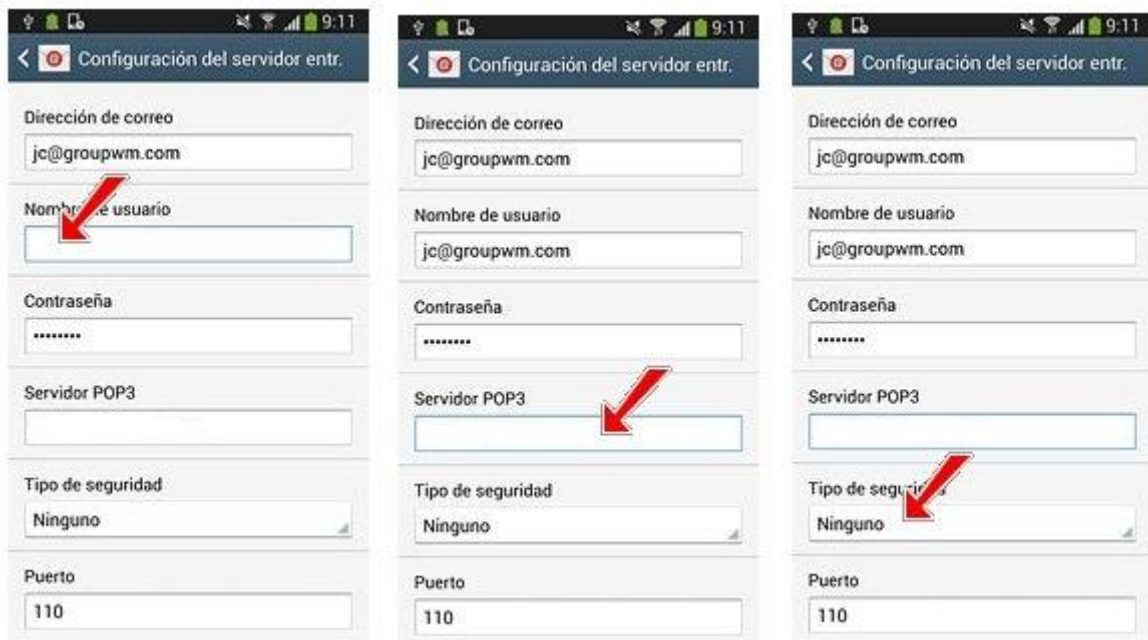 9:11
Configuración del servidor entr.
Dirección de correo
jc@groupwm.com
Nombre de usuario
Contraseña
••••••••
Servidor POP3
Tipo de seguridad
Ninguno
Puerto
110
9:11
Configuración del servidor entr.
Dirección de correo
jc@groupwm.com
Nombre de usuario
jc@groupwm.com
Contraseña
••••••••
Servidor POP3
Tipo de seguridad
Ninguno
Puerto
110
9:11
Configuración del servidor entr.
Dirección de correo
jc@groupwm.com
Nombre de usuario
jc@groupwm.com
Contraseña
••••••••
Servidor POP3
Tipo de seguridad
Ninguno
Puerto
110